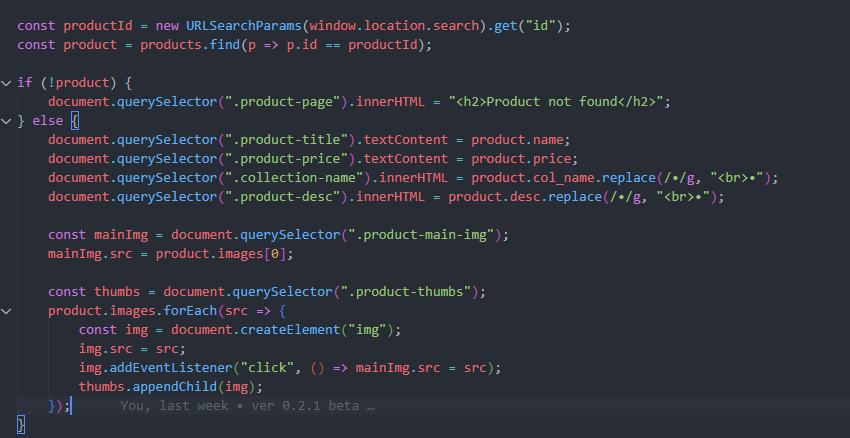 const productId = new URLSearchParams(window.location.search).get("id");
const product = products.find(p => p.id == productId);
if (!product) {
document.querySelector(".product-page").innerHTML = "<h2>Product not found</h2>";
} else {
document.querySelector(".product-title").textContent = product.name;
document.querySelector(".product-price").textContent = product.price;
document.querySelector(".collection-name").innerHTML = product.col_name.replace(/•/g, "<br>•");
document.querySelector(".product-desc").innerHTML = product.desc.replace(/•/g, "<br>•");
const mainImg = document.querySelector(".product-main-img");
mainImg.src = product.images[0];
const thumbs = document.querySelector(".product-thumbs");
product.images.forEach(src => {
const img = document.createElement("img");
img.src = src;
img.addEventListener("click", () => mainImg.src = src);
thumbs.appendChild(img);
}); You, last week • ver 0.2.1 beta …
}